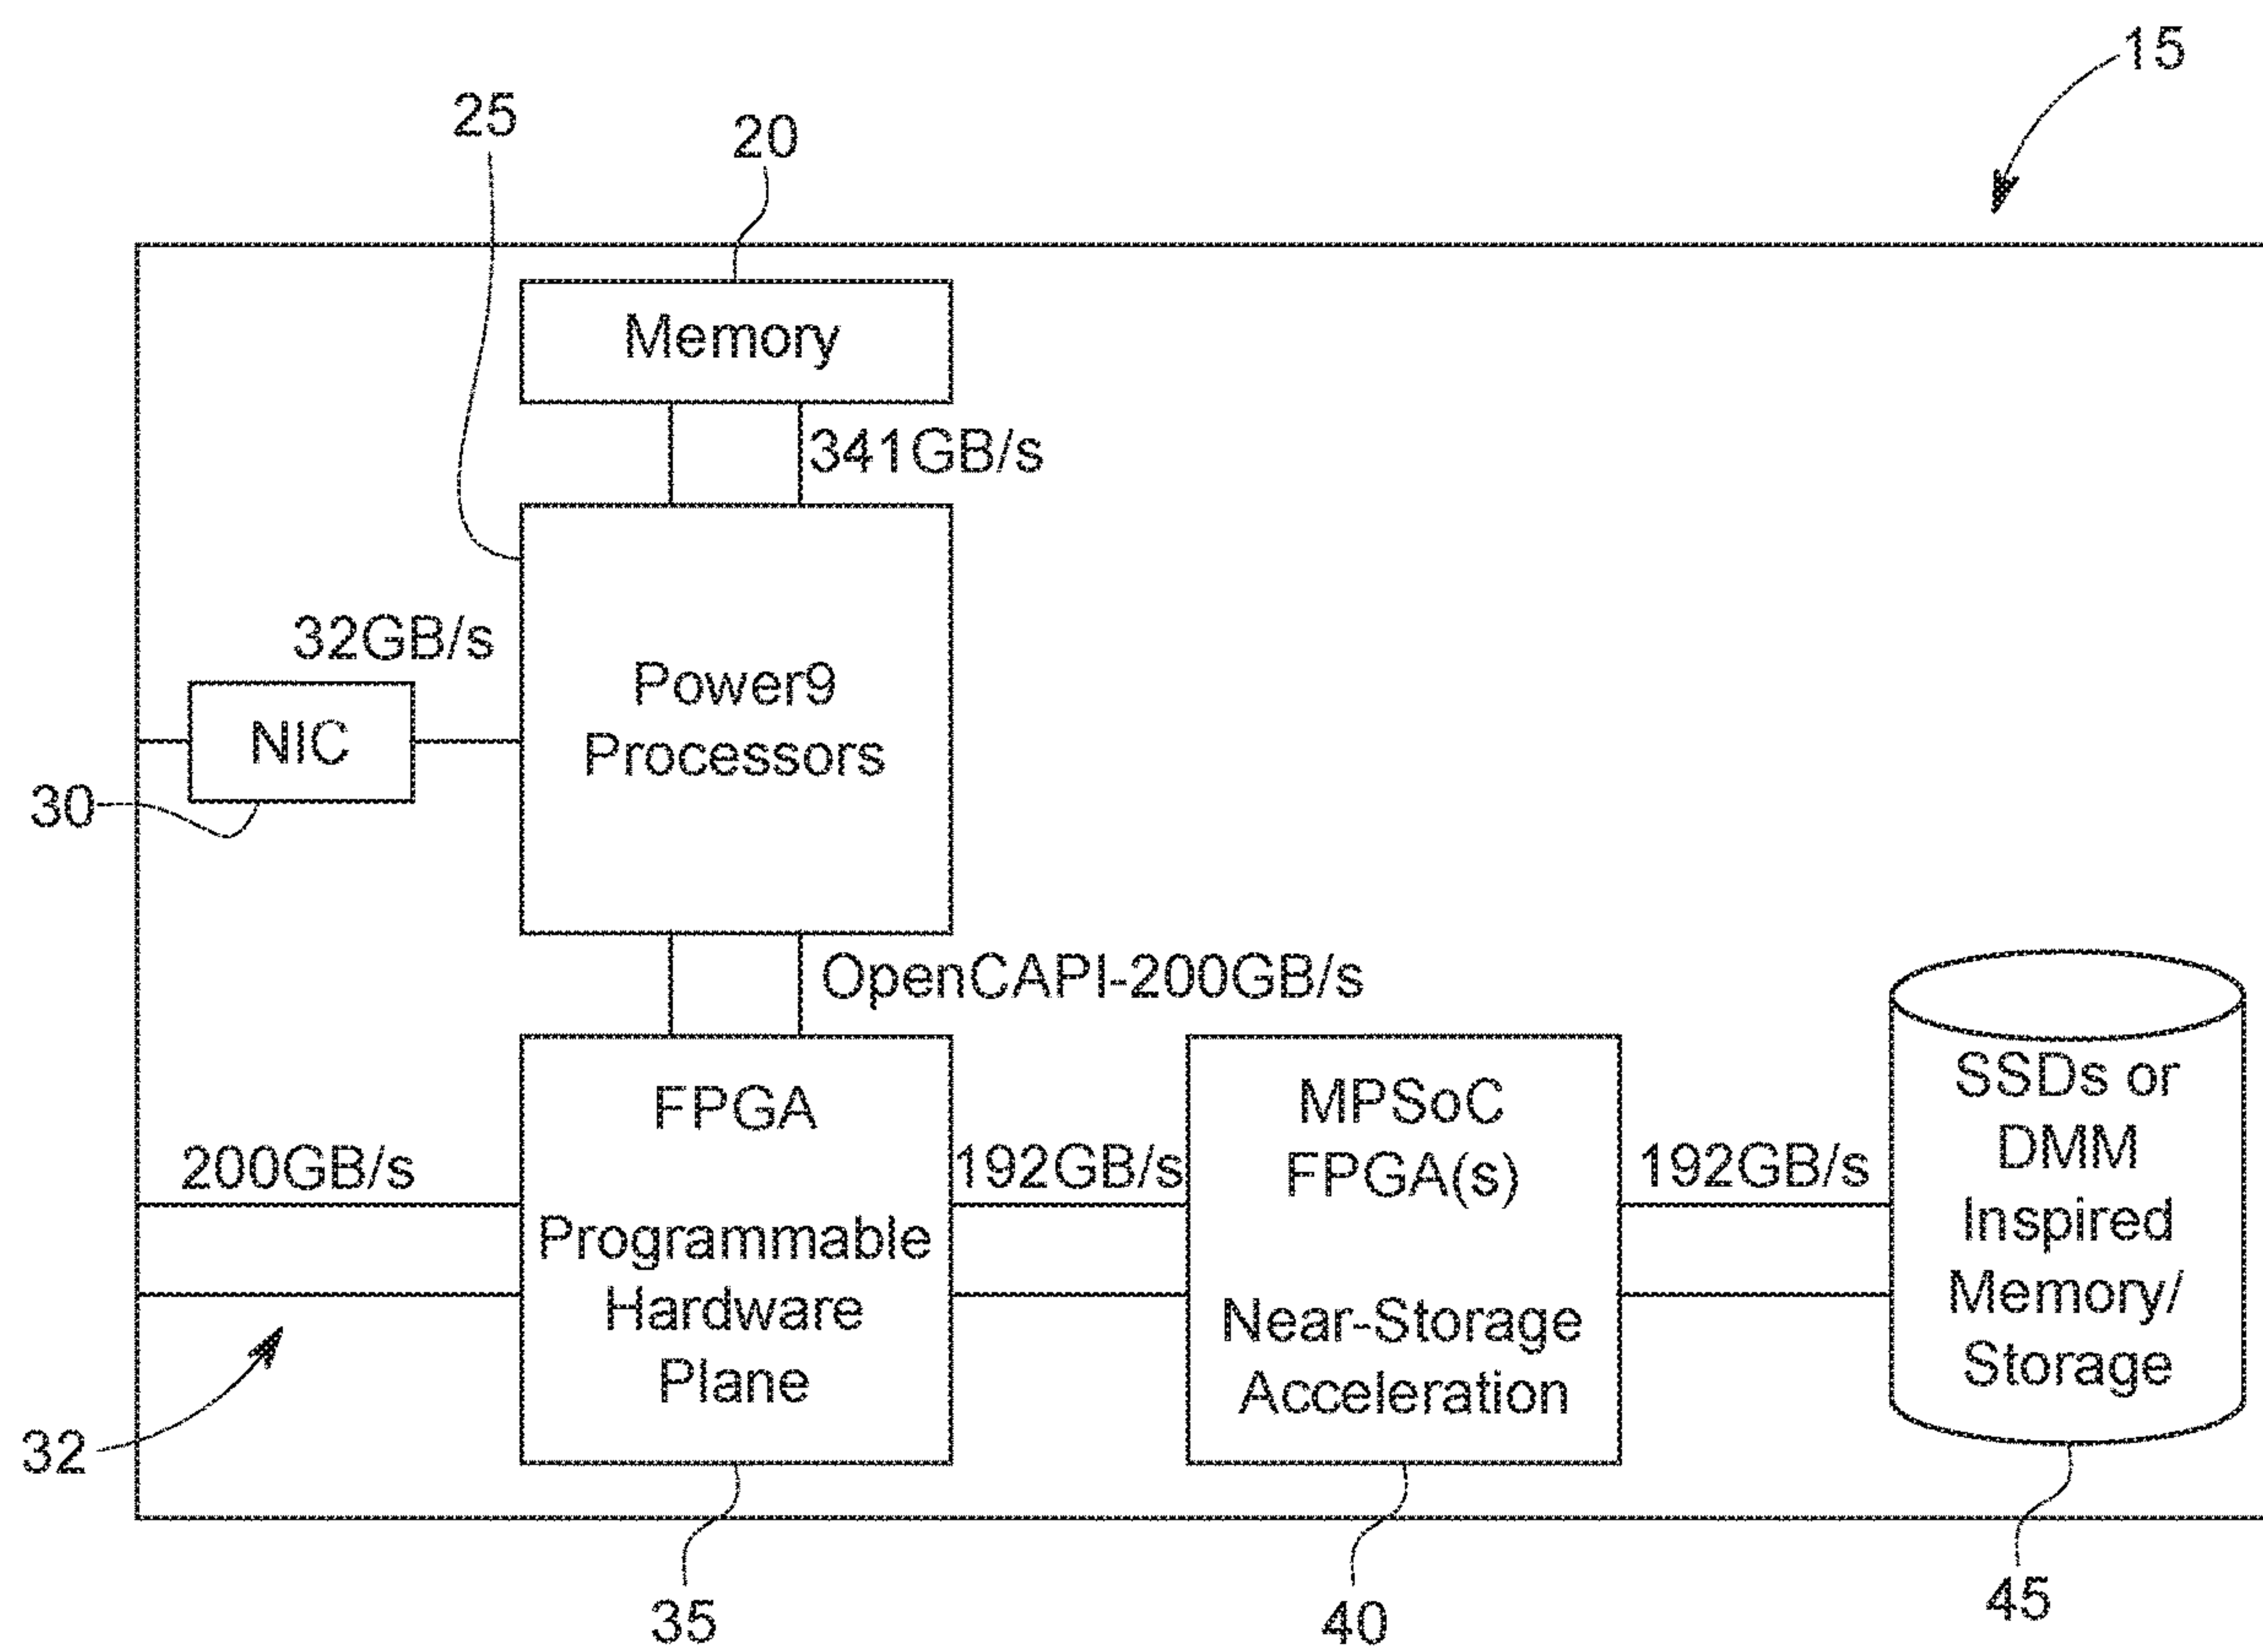 15
25
20
Memory
341GB/s
32GB/s
Power9
Processors
NIC
30
OpenCAPI-200GB/s
FPGA
Programmable
Hardware
Plane
200GB/s
192GB/s
MPSoC
FPGA(s)
Near-Storage
Acceleration
192GB/s
SSDs or
DMM
Inspired
Memory/
Storage
32
35
40
45